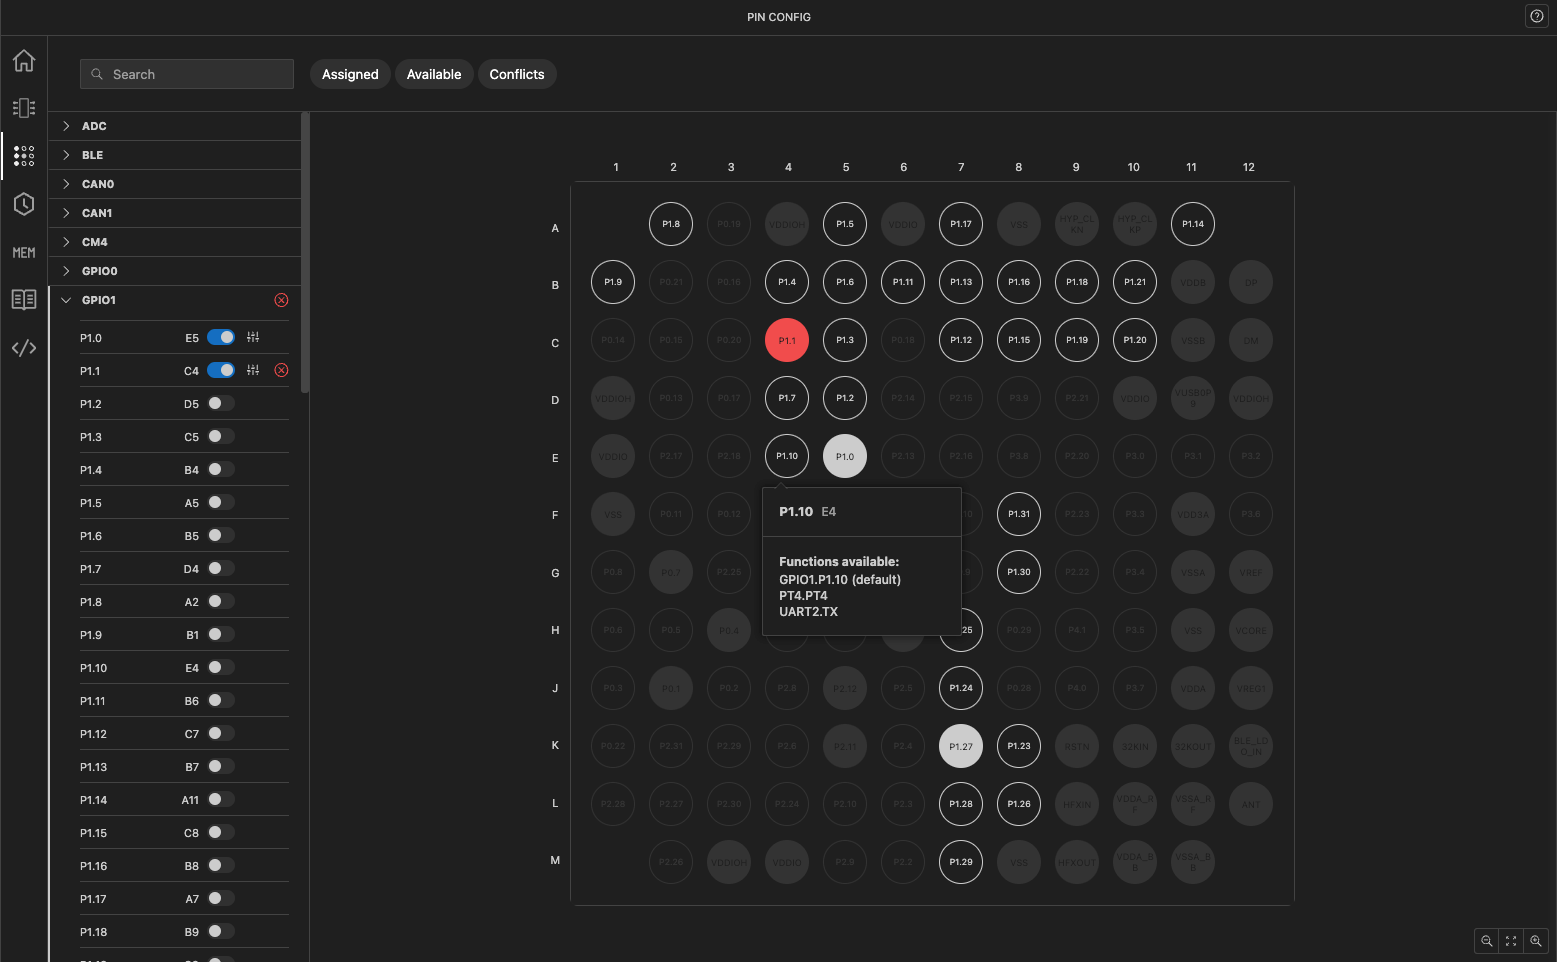 PIN CONFIG
Search
Assigned
Available
Conflicts
MEM
ADC
BLE
CAN0
CAN1
CM4
GPIO0
GPIO1
P1.0 E5
P1.1 C4
P1.2 D5
P1.3 C5
P1.4 B4
P1.5 A5
P1.6 B5
P1.7 D4
P1.8 A2
P1.9 B1
P1.10 E4
P1.11 B6
P1.12 C7
P1.13 B7
P1.14 A11
P1.15 C8
P1.16 B8
P1.17 A7
P1.18 B9
1 2 3 4 5 6 7 8 9 10 11 12
A P1.8 P0.19 VDDIOH P1.5 VDDIO P1.17 VSS HYP_CLKN HYP_CLKP P1.14
B P1.9 P0.21 P0.16 P1.4 P1.6 P1.11 P1.13 P1.16 P1.18 P1.21 VDDB DP
C P0.14 P0.15 P0.20 P1.1 P1.3 P0.18 P1.12 P1.15 P1.19 P1.20 VSSB DM
D VDDIOH P0.13 P0.17 P1.7 P1.2 P2.14 P2.15 P3.9 P2.21 VDDIO VUSB0P9 VDDIOH
E VDDIO P2.17 P2.18 P1.10 P1.0 P2.13 P2.16 P3.8 P2.20 P3.0 P3.1 P3.2
F VSS P0.11 P0.12 P1.31 P2.23 P3.3 VDD3A P3.6
G P0.8 P0.7 P2.25 P1.30 P2.22 P3.4 VSSA VREF
H P0.6 P0.5 P0.4 25 P4.1 P3.5 VSS VCORE
J P0.3 P0.1 P0.2 P2.8 P2.12 P2.5 P1.24 P4.0 P3.7 VDDA VREG1
K P0.22 P2.31 P2.29 P2.6 P2.11 P2.4 P1.27 P1.23 RSTN 32KIN 32KOUT BLE_LDO_IN
L P2.28 P2.27 P2.30 P2.24 P2.10 P2.3 P1.28 P1.26 HFXIN VDDA_RF VSSA_RF ANT
M P2.26 VDDIOH VDDIO P2.9 P2.2 P1.29 VSS HFXOUT VDDA_BB VSSA_BB
P1.10 E4
Functions available:
GPIO1.P1.10 (default)
PT4.PT4
UART2.TX